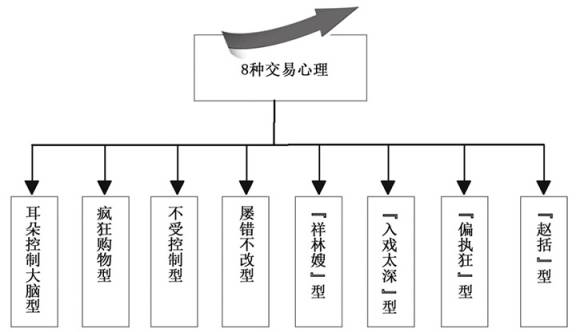 8种交易心理
耳朵控制大脑型
疯狂购物型
不受控制型
屡错不改型
『祥林嫂』型
『入戏太深』型
『偏执狂』型
『赵括』型